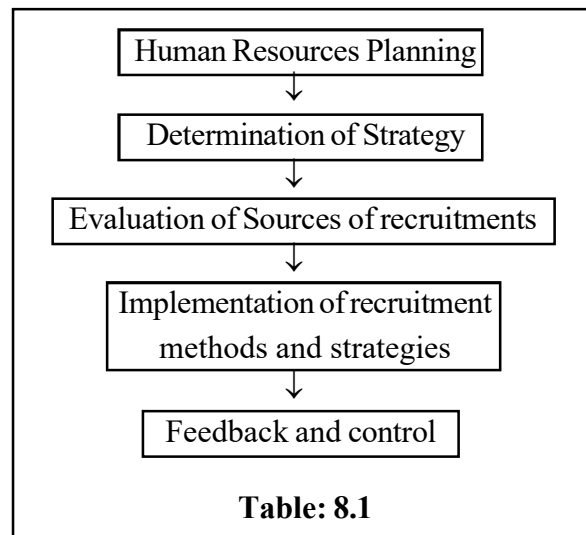 Human Resources Planning
↓
Determination of Strategy
↓
Evaluation of Sources of recruitments
↓
Implementation of recruitment
methods and strategies
↓
Feedback and control
Table: 8.1